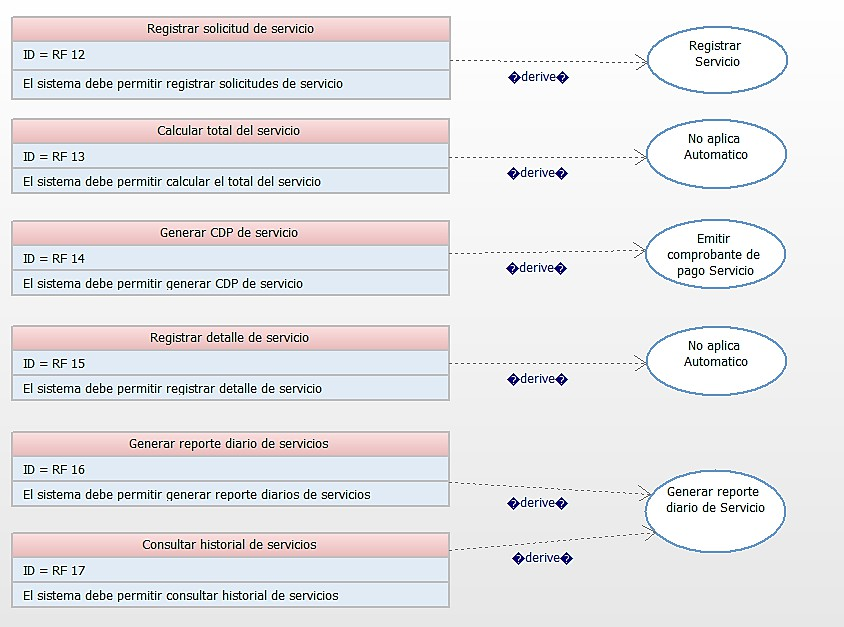 Registrar solicitud de servicio
ID = RF 12
El sistema debe permitir registrar solicitudes de servicio
�derive�
Registrar
Servicio
Calcular total del servicio
ID = RF 13
El sistema debe permitir calcular el total del servicio
�derive�
No aplica
Automatico
Generar CDP de servicio
ID = RF 14
El sistema debe permitir generar CDP de servicio
�derive�
Emitir
comprobante de
pago Servicio
Registrar detalle de servicio
ID = RF 15
El sistema debe permitir registrar detalle de servicio
�derive�
No aplica
Automatico
Generar reporte diario de servicios
ID = RF 16
El sistema debe permitir generar reporte diarios de servicios
�derive�
Generar reporte
diario de Servicio
Consultar historial de servicios
ID = RF 17
El sistema debe permitir consultar historial de servicios
�derive�